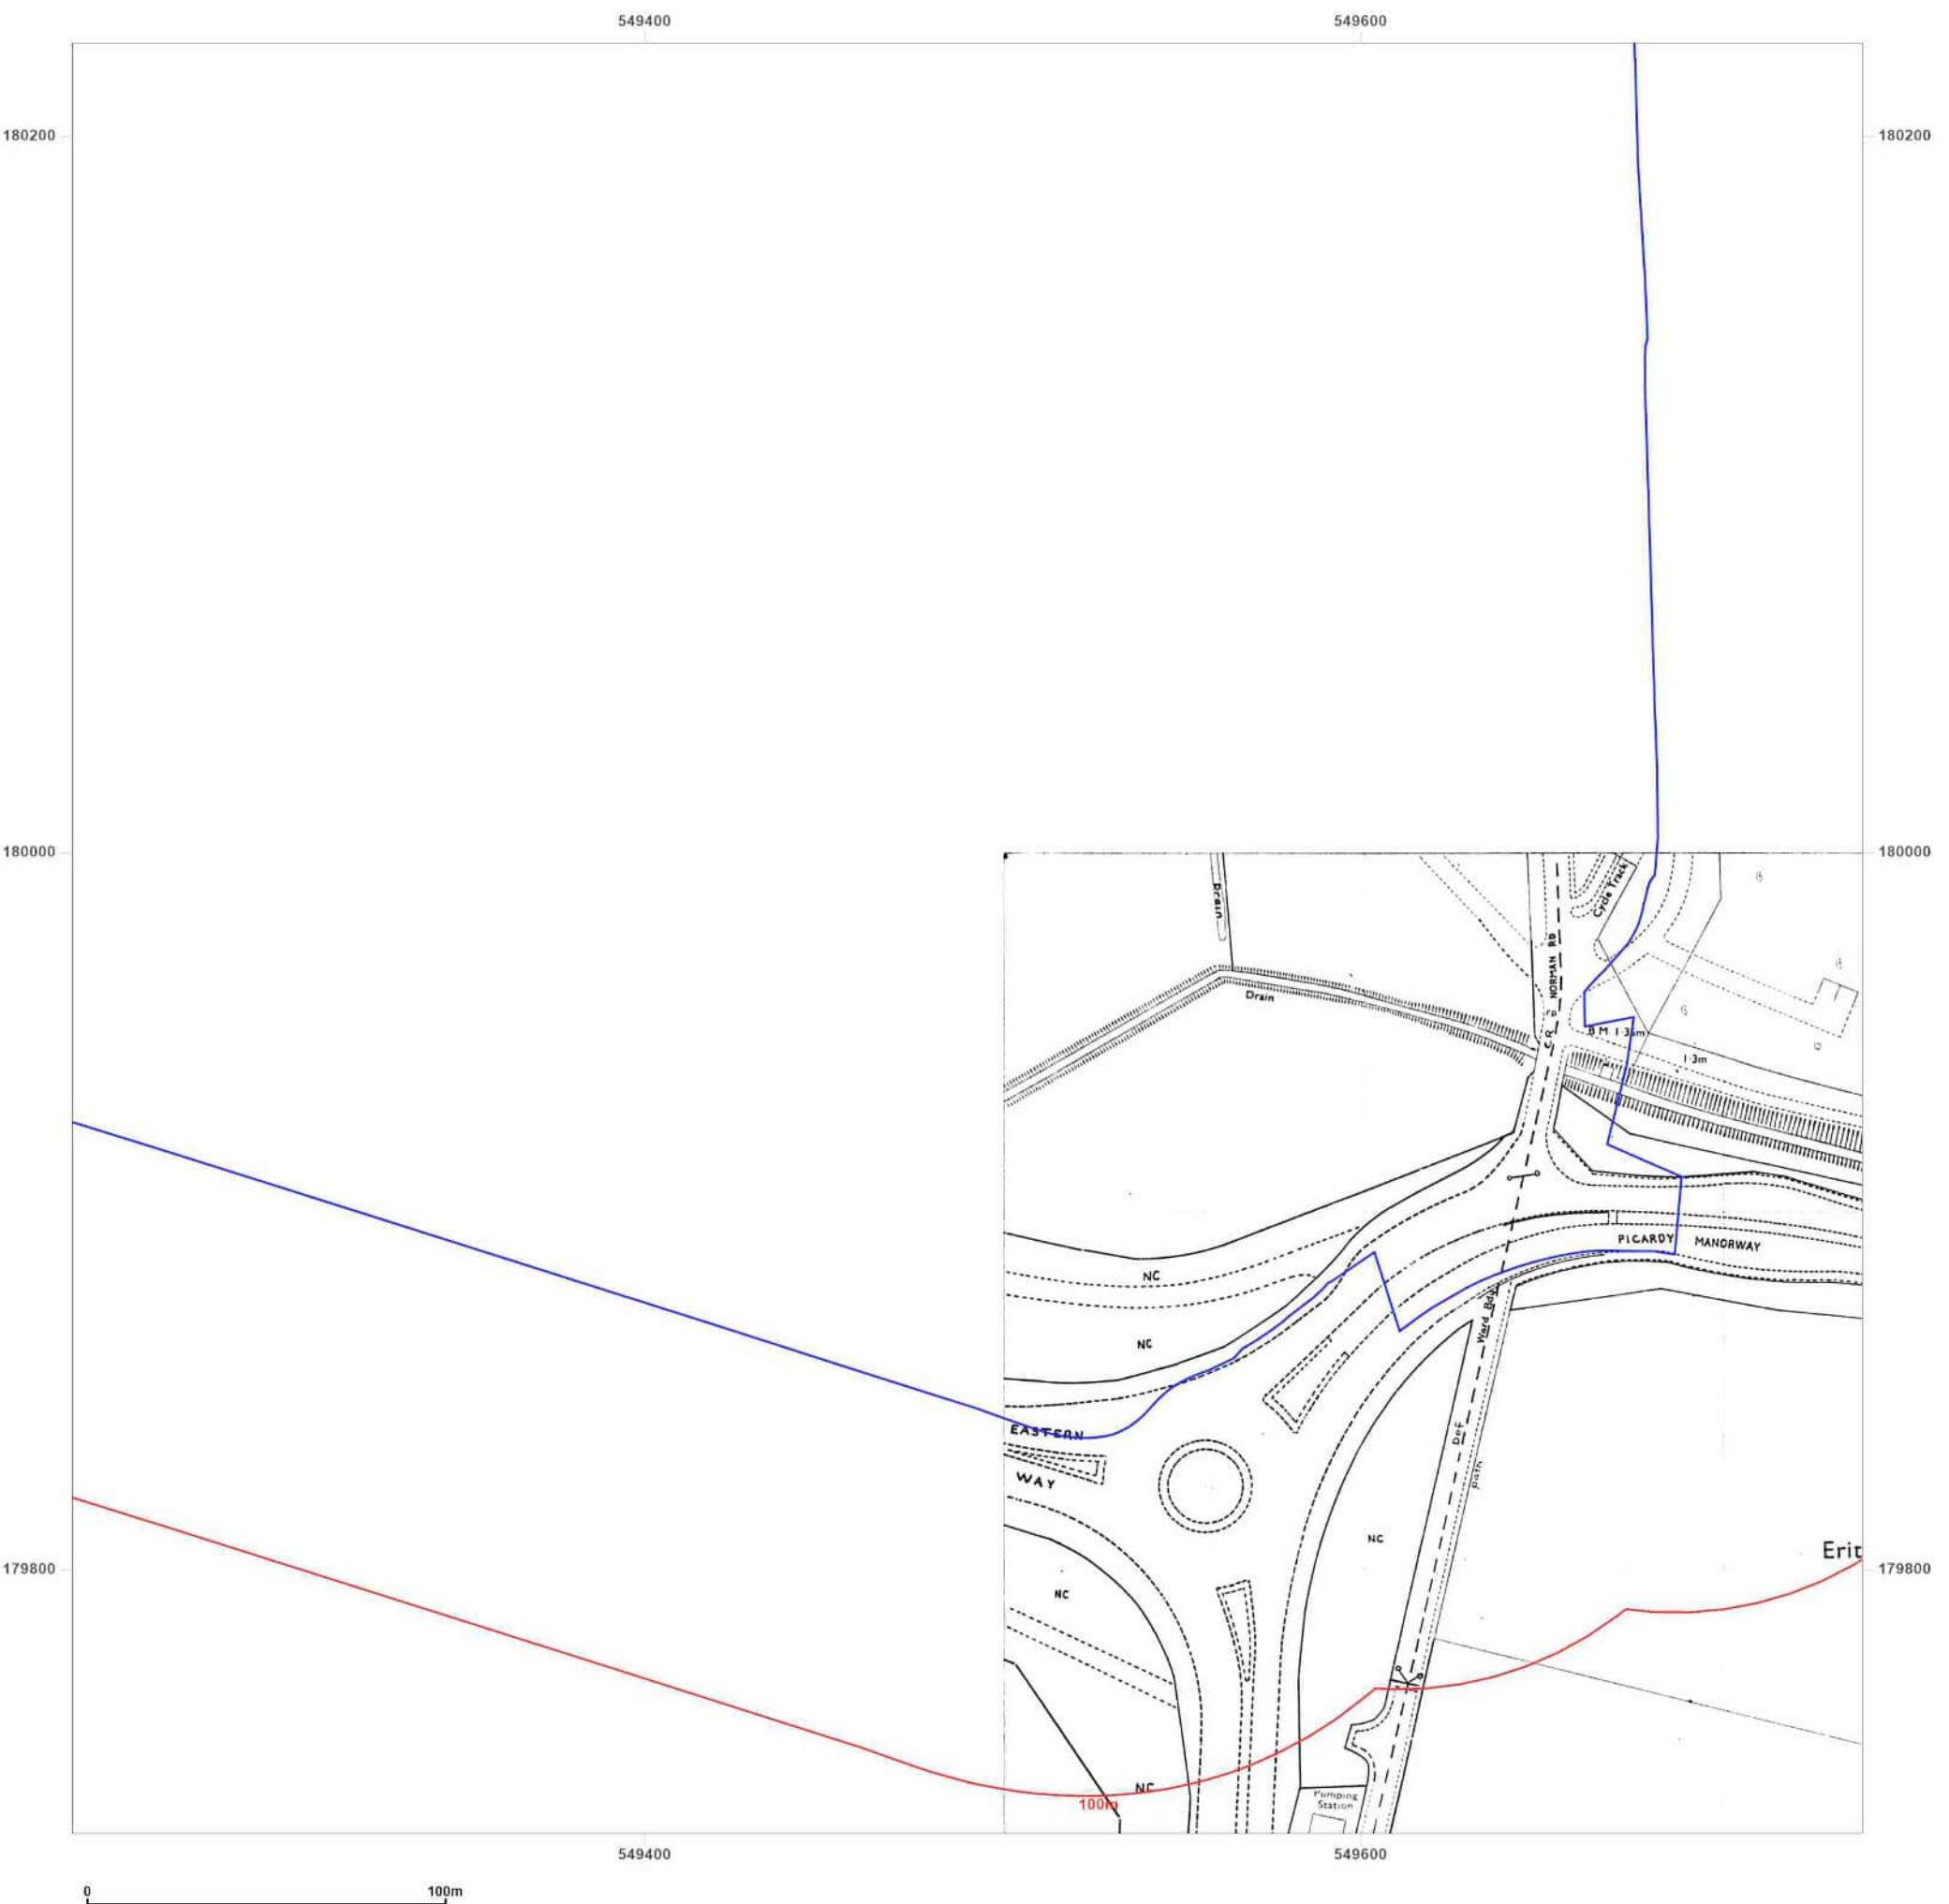 549400
549600
180200
180200
180000
180000
Drain
Cycle Track
NORMAN RD
C R
B M 1·3 m
1·3m
Drain
PICARDY MANORWAY
NC
NC
Ward Bdy
EASTERN
WAY
Def
path
NC
Erit
179800
179800
NC
NC
100m
Pumping
Station
549400
549600
0
100m